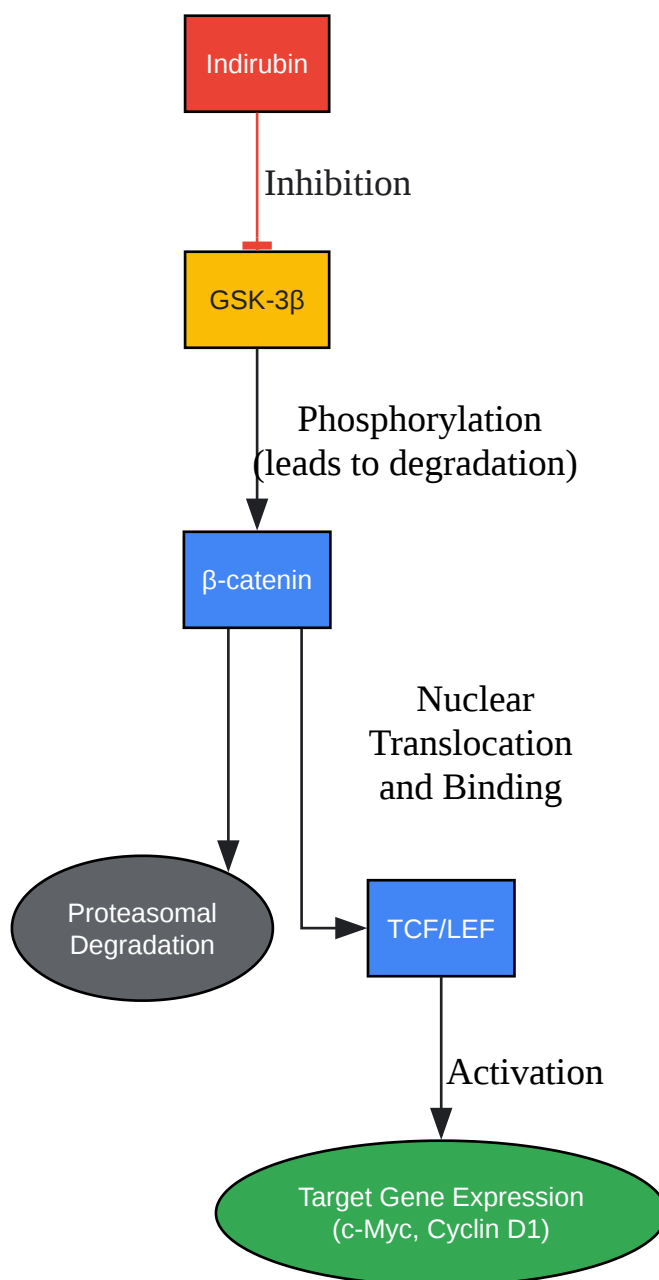 Indirubin
Inhibition
GSK-3β
Phosphorylation
(leads to degradation)
β-catenin
Nuclear
Translocation
and Binding
Proteasomal
Degradation
TCF/LEF
Activation
Target Gene Expression
(c-Myc, Cyclin D1)